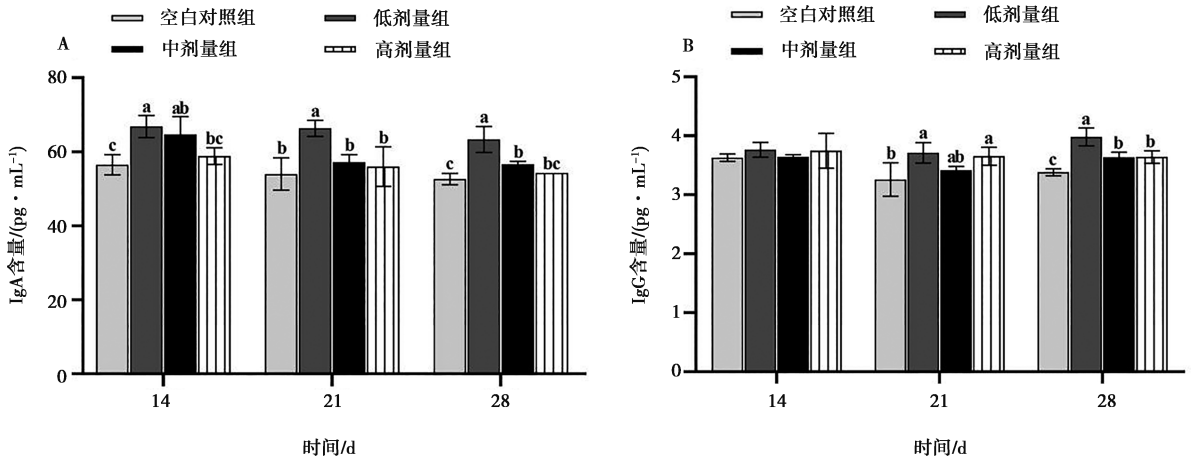 空白对照组 低剂量组
A 中剂量组 高剂量组
80
60
40
20
0
IgA含量/(pg·mL⁻¹)
c a ab bc
b a b b
c a b bc
14 21 28
时间/d
空白对照组 低剂量组
B 中剂量组 高剂量组
5
4
3
2
1
0
IgG含量/(pg·mL⁻¹)
b a ab a
c a b b
14 21 28
时间/d